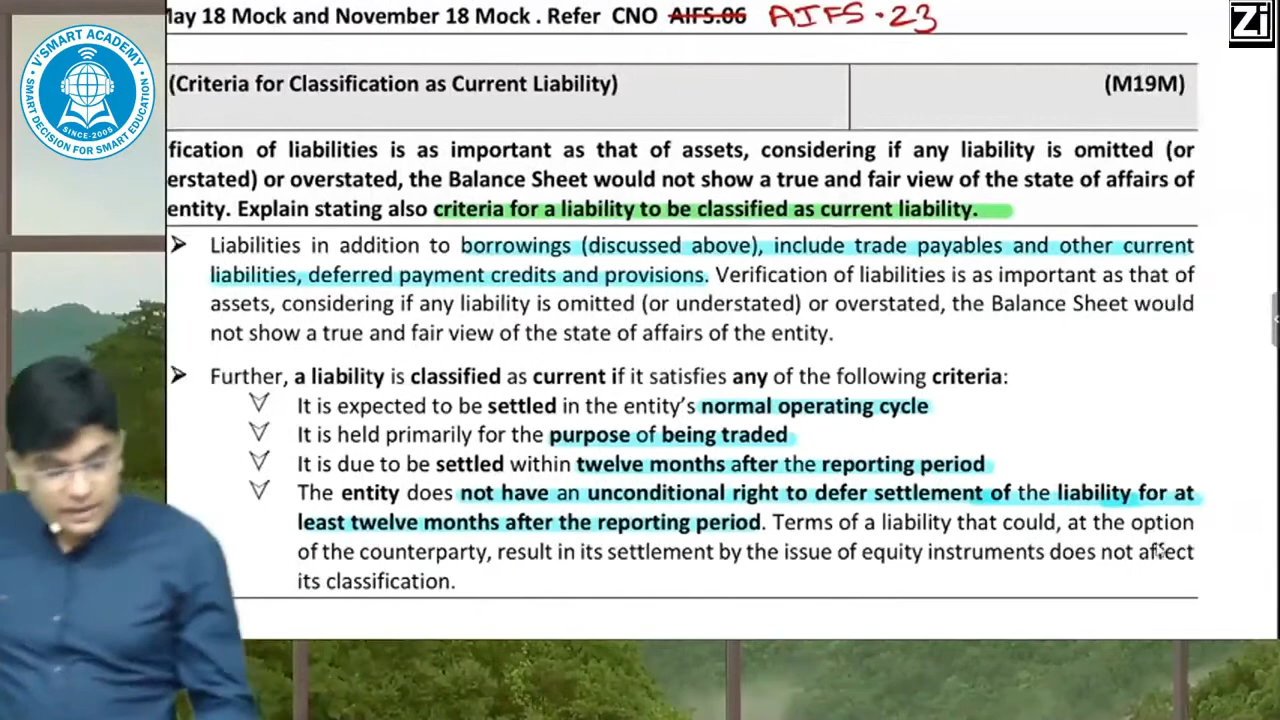 May 18 Mock and November 18 Mock . Refer CNO AIFS.06 AIFS.23
Zi
V'SMART ACADEMY
SMART DECISION FOR SMART EDUCATION
SINCE-2005
(Criteria for Classification as Current Liability) (M19M)
fication of liabilities is as important as that of assets, considering if any liability is omitted (or
erstated) or overstated, the Balance Sheet would not show a true and fair view of the state of affairs of
entity. Explain stating also criteria for a liability to be classified as current liability.
➤ Liabilities in addition to borrowings (discussed above), include trade payables and other current
liabilities, deferred payment credits and provisions. Verification of liabilities is as important as that of
assets, considering if any liability is omitted (or understated) or overstated, the Balance Sheet would
not show a true and fair view of the state of affairs of the entity.
➤ Further, a liability is classified as current if it satisfies any of the following criteria:
It is expected to be settled in the entity's normal operating cycle
It is held primarily for the purpose of being traded
It is due to be settled within twelve months after the reporting period
The entity does not have an unconditional right to defer settlement of the liability for at
least twelve months after the reporting period. Terms of a liability that could, at the option
of the counterparty, result in its settlement by the issue of equity instruments does not affect
its classification.